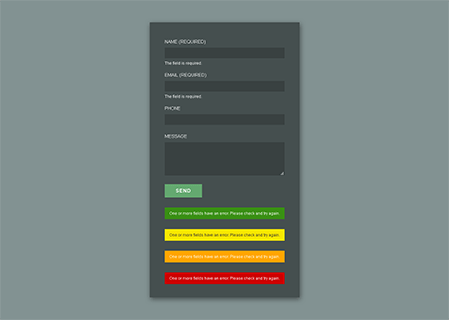 NAME (REQUIRED)
The field is required.
EMAIL (REQUIRED)
The field is required.
PHONE
MESSAGE
SEND
One or more fields have an error. Please check and try again.
One or more fields have an error. Please check and try again.
One or more fields have an error. Please check and try again.
One or more fields have an error. Please check and try again.